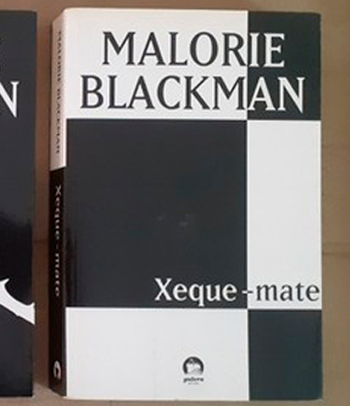 MALORIE
BLACKMAN
Xeque-mate
MALORIE BLACKMAN
Xeque-mate
N